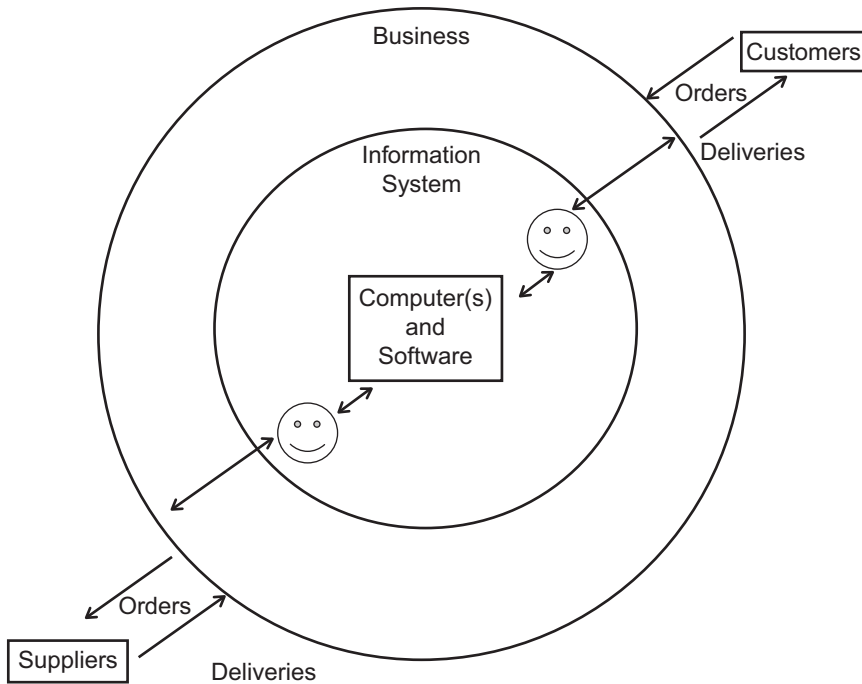 Business
Customers
Orders
Deliveries
Information
System
Computer(s)
and
Software
Orders
Suppliers
Deliveries